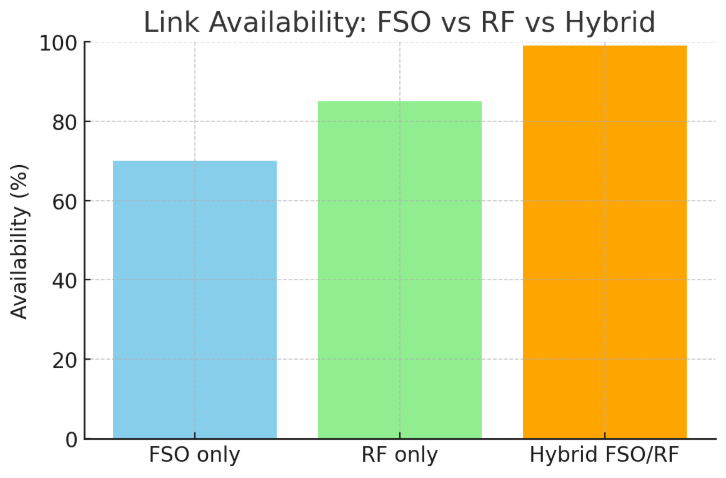 Link Availability: FSO vs RF vs Hybrid
Availability (%)
100
80
60
40
20
0
FSO only
RF only
Hybrid FSO/RF